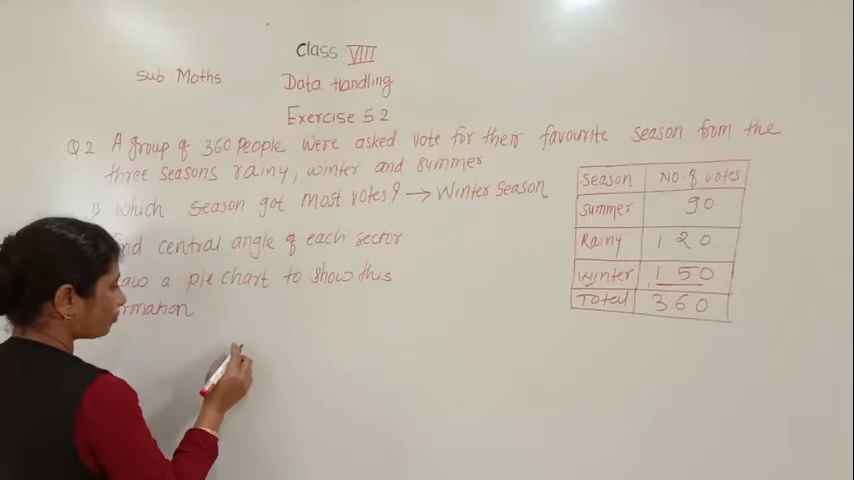 Class VIII
Sub Maths
Data Handling
Exercise 5 2
Q.2 A group of 360 People were asked vote for their favourite season from the
three seasons rainy, winter and summer
which season got most votes? → Winter season
central angle of each sector
a pie chart to show this
Season No of votes
Summer 90
Rainy 120
Winter 150
Total 360